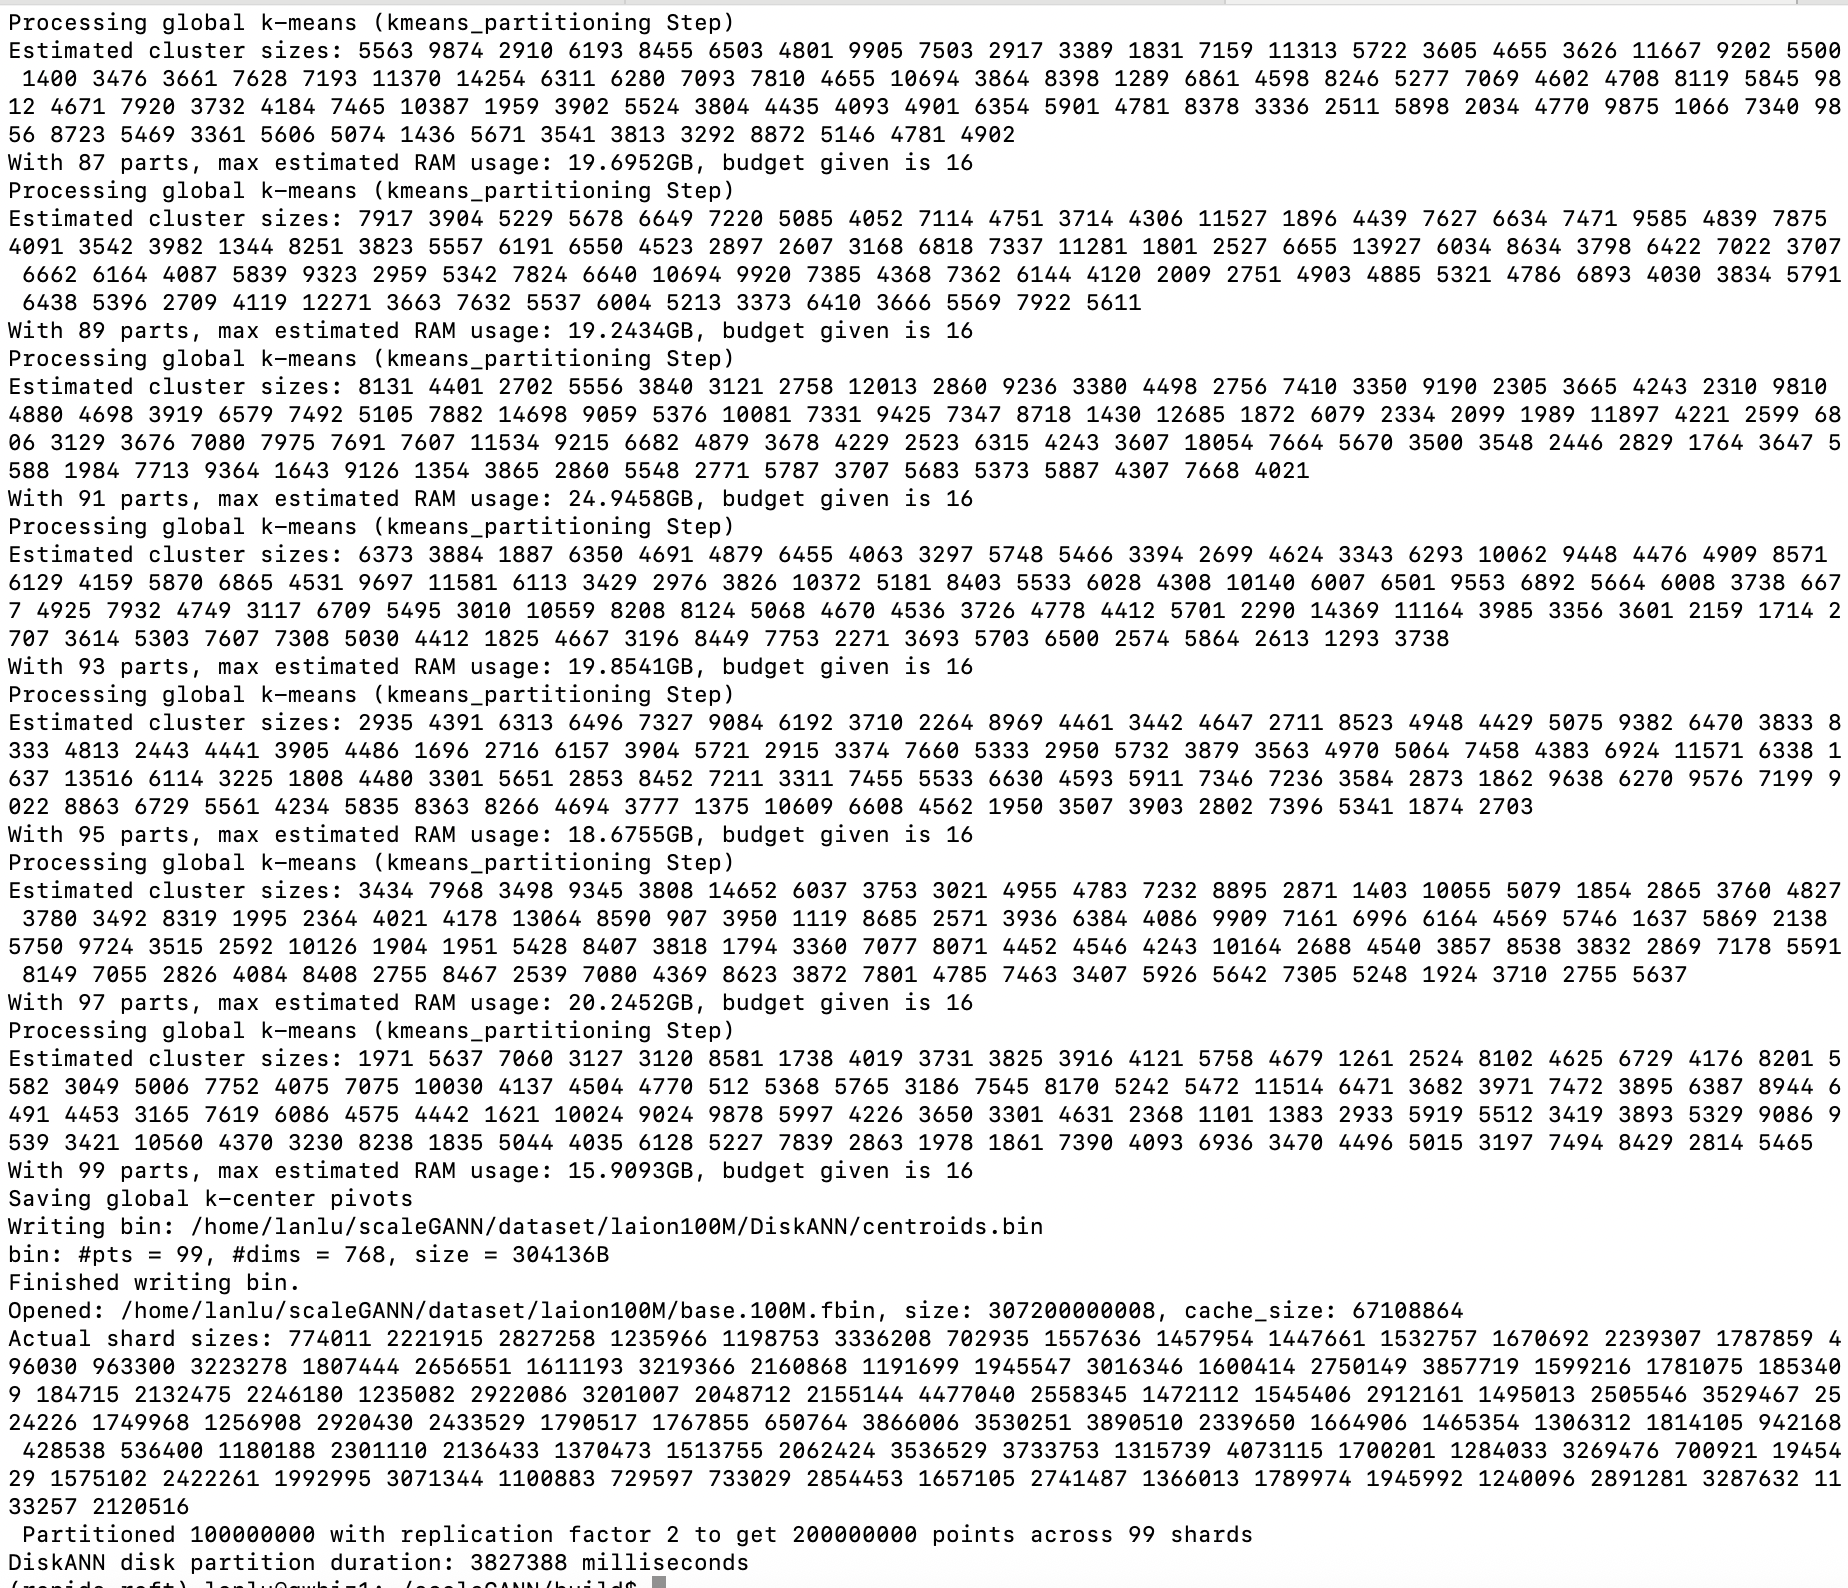 Processing global k-means (kmeans_partitioning Step)
Estimated cluster sizes: 5563 9874 2910 6193 8455 6503 4801 9905 7503 2917 3389 1831 7159 11313 5722 3605 4655 3626 11667 9202 5500
1400 3476 3661 7628 7193 11370 14254 6311 6280 7093 7810 4655 10694 3864 8398 1289 6861 4598 8246 5277 7069 4602 4708 8119 5845 98
12 4671 7920 3732 4184 7465 10387 1959 3902 5524 3804 4435 4093 4901 6354 5901 4781 8378 3336 2511 5898 2034 4770 9875 1066 7340 98
56 8723 5469 3361 5606 5074 1436 5671 3541 3813 3292 8872 5146 4781 4902
With 87 parts, max estimated RAM usage: 19.6952GB, budget given is 16
Processing global k-means (kmeans_partitioning Step)
Estimated cluster sizes: 7917 3904 5229 5678 6649 7220 5085 4052 7114 4751 3714 4306 11527 1896 4439 7627 6634 7471 9585 4839 7875
4091 3542 3982 1344 8251 3823 5557 6191 6550 4523 2897 2607 3168 6818 7337 11281 1801 2527 6655 13927 6034 8634 3798 6422 7022 3707
6662 6164 4087 5839 9323 2959 5342 7824 6640 10694 9920 7385 4368 7362 6144 4120 2009 2751 4903 4885 5321 4786 6893 4030 3834 5791
6438 5396 2709 4119 12271 3663 7632 5537 6004 5213 3373 6410 3666 5569 7922 5611
With 89 parts, max estimated RAM usage: 19.2434GB, budget given is 16
Processing global k-means (kmeans_partitioning Step)
Estimated cluster sizes: 8131 4401 2702 5556 3840 3121 2758 12013 2860 9236 3380 4498 2756 7410 3350 9190 2305 3665 4243 2310 9810
4880 4698 3919 6579 7492 5105 7882 14698 9059 5376 10081 7331 9425 7347 8718 1430 12685 1872 6079 2334 2099 1989 11897 4221 2599 68
06 3129 3676 7080 7975 7691 7607 11534 9215 6682 4879 3678 4229 2523 6315 4243 3607 18054 7664 5670 3500 3548 2446 2829 1764 3647 5
588 1984 7713 9364 1643 9126 1354 3865 2860 5548 2771 5787 3707 5683 5373 5887 4307 7668 4021
With 91 parts, max estimated RAM usage: 24.9458GB, budget given is 16
Processing global k-means (kmeans_partitioning Step)
Estimated cluster sizes: 6373 3884 1887 6350 4691 4879 6455 4063 3297 5748 5466 3394 2699 4624 3343 6293 10062 9448 4476 4909 8571
6129 4159 5870 6865 4531 9697 11581 6113 3429 2976 3826 10372 5181 8403 5533 6028 4308 10140 6007 6501 9553 6892 5664 6008 3738 667
7 4925 7932 4749 3117 6709 5495 3010 10559 8208 8124 5068 4670 4536 3726 4778 4412 5701 2290 14369 11164 3985 3356 3601 2159 1714 2
707 3614 5303 7607 7308 5030 4412 1825 4667 3196 8449 7753 2271 3693 5703 6500 2574 5864 2613 1293 3738
With 93 parts, max estimated RAM usage: 19.8541GB, budget given is 16
Processing global k-means (kmeans_partitioning Step)
Estimated cluster sizes: 2935 4391 6313 6496 7327 9084 6192 3710 2264 8969 4461 3442 4647 2711 8523 4948 4429 5075 9382 6470 3833 8
333 4813 2443 4441 3905 4486 1696 2716 6157 3904 5721 2915 3374 7660 5333 2950 5732 3879 3563 4970 5064 7458 4383 6924 11571 6338 1
637 13516 6114 3225 1808 4480 3301 5651 2853 8452 7211 3311 7455 5533 6630 4593 5911 7346 7236 3584 2873 1862 9638 6270 9576 7199 9
022 8863 6729 5561 4234 5835 8363 8266 4694 3777 1375 10609 6608 4562 1950 3507 3903 2802 7396 5341 1874 2703
With 95 parts, max estimated RAM usage: 18.6755GB, budget given is 16
Processing global k-means (kmeans_partitioning Step)
Estimated cluster sizes: 3434 7968 3498 9345 3808 14652 6037 3753 3021 4955 4783 7232 8895 2871 1403 10055 5079 1854 2865 3760 4827
3780 3492 8319 1995 2364 4021 4178 13064 8590 907 3950 1119 8685 2571 3936 6384 4086 9909 7161 6996 6164 4569 5746 1637 5869 2138
5750 9724 3515 2592 10126 1904 1951 5428 8407 3818 1794 3360 7077 8071 4452 4546 4243 10164 2688 4540 3857 8538 3832 2869 7178 5591
8149 7055 2826 4084 8408 2755 8467 2539 7080 4369 8623 3872 7801 4785 7463 3407 5926 5642 7305 5248 1924 3710 2755 5637
With 97 parts, max estimated RAM usage: 20.2452GB, budget given is 16
Processing global k-means (kmeans_partitioning Step)
Estimated cluster sizes: 1971 5637 7060 3127 3120 8581 1738 4019 3731 3825 3916 4121 5758 4679 1261 2524 8102 4625 6729 4176 8201 5
582 3049 5006 7752 4075 7075 10030 4137 4504 4770 512 5368 5765 3186 7545 8170 5242 5472 11514 6471 3682 3971 7472 3895 6387 8944 6
491 4453 3165 7619 6086 4575 4442 1621 10024 9024 9878 5997 4226 3650 3301 4631 2368 1101 1383 2933 5919 5512 3419 3893 5329 9086 9
539 3421 10560 4370 3230 8238 1835 5044 4035 6128 5227 7839 2863 1978 1861 7390 4093 6936 3470 4496 5015 3197 7494 8429 2814 5465
With 99 parts, max estimated RAM usage: 15.9093GB, budget given is 16
Saving global k-center pivots
Writing bin: /home/lanlu/scaleGANN/dataset/laion100M/DiskANN/centroids.bin
bin: #pts = 99, #dims = 768, size = 304136B
Finished writing bin.
Opened: /home/lanlu/scaleGANN/dataset/laion100M/base.100M.fbin, size: 307200000008, cache_size: 67108864
Actual shard sizes: 774011 2221915 2827258 1235966 1198753 3336208 702935 1557636 1457954 1447661 1532757 1670692 2239307 1787859 4
96030 963300 3223278 1807444 2656551 1611193 3219366 2160868 1191699 1945547 3016346 1600414 2750149 3857719 1599216 1781075 185340
9 184715 2132475 2246180 1235082 2922086 3201007 2048712 2155144 4477040 2558345 1472112 1545406 2912161 1495013 2505546 3529467 25
24226 1749968 1256908 2920430 2433529 1790517 1767855 650764 3866006 3530251 3890510 2339650 1664906 1465354 1306312 1814105 942168
428538 536400 1180188 2301110 2136433 1370473 1513755 2062424 3536529 3733753 1315739 4073115 1700201 1284033 3269476 700921 19454
29 1575102 2422261 1992995 3071344 1100883 729597 733029 2854453 1657105 2741487 1366013 1789974 1945992 1240096 2891281 3287632 11
33257 2120516
Partitioned 100000000 with replication factor 2 to get 200000000 points across 99 shards
DiskANN disk partition duration: 3827388 milliseconds